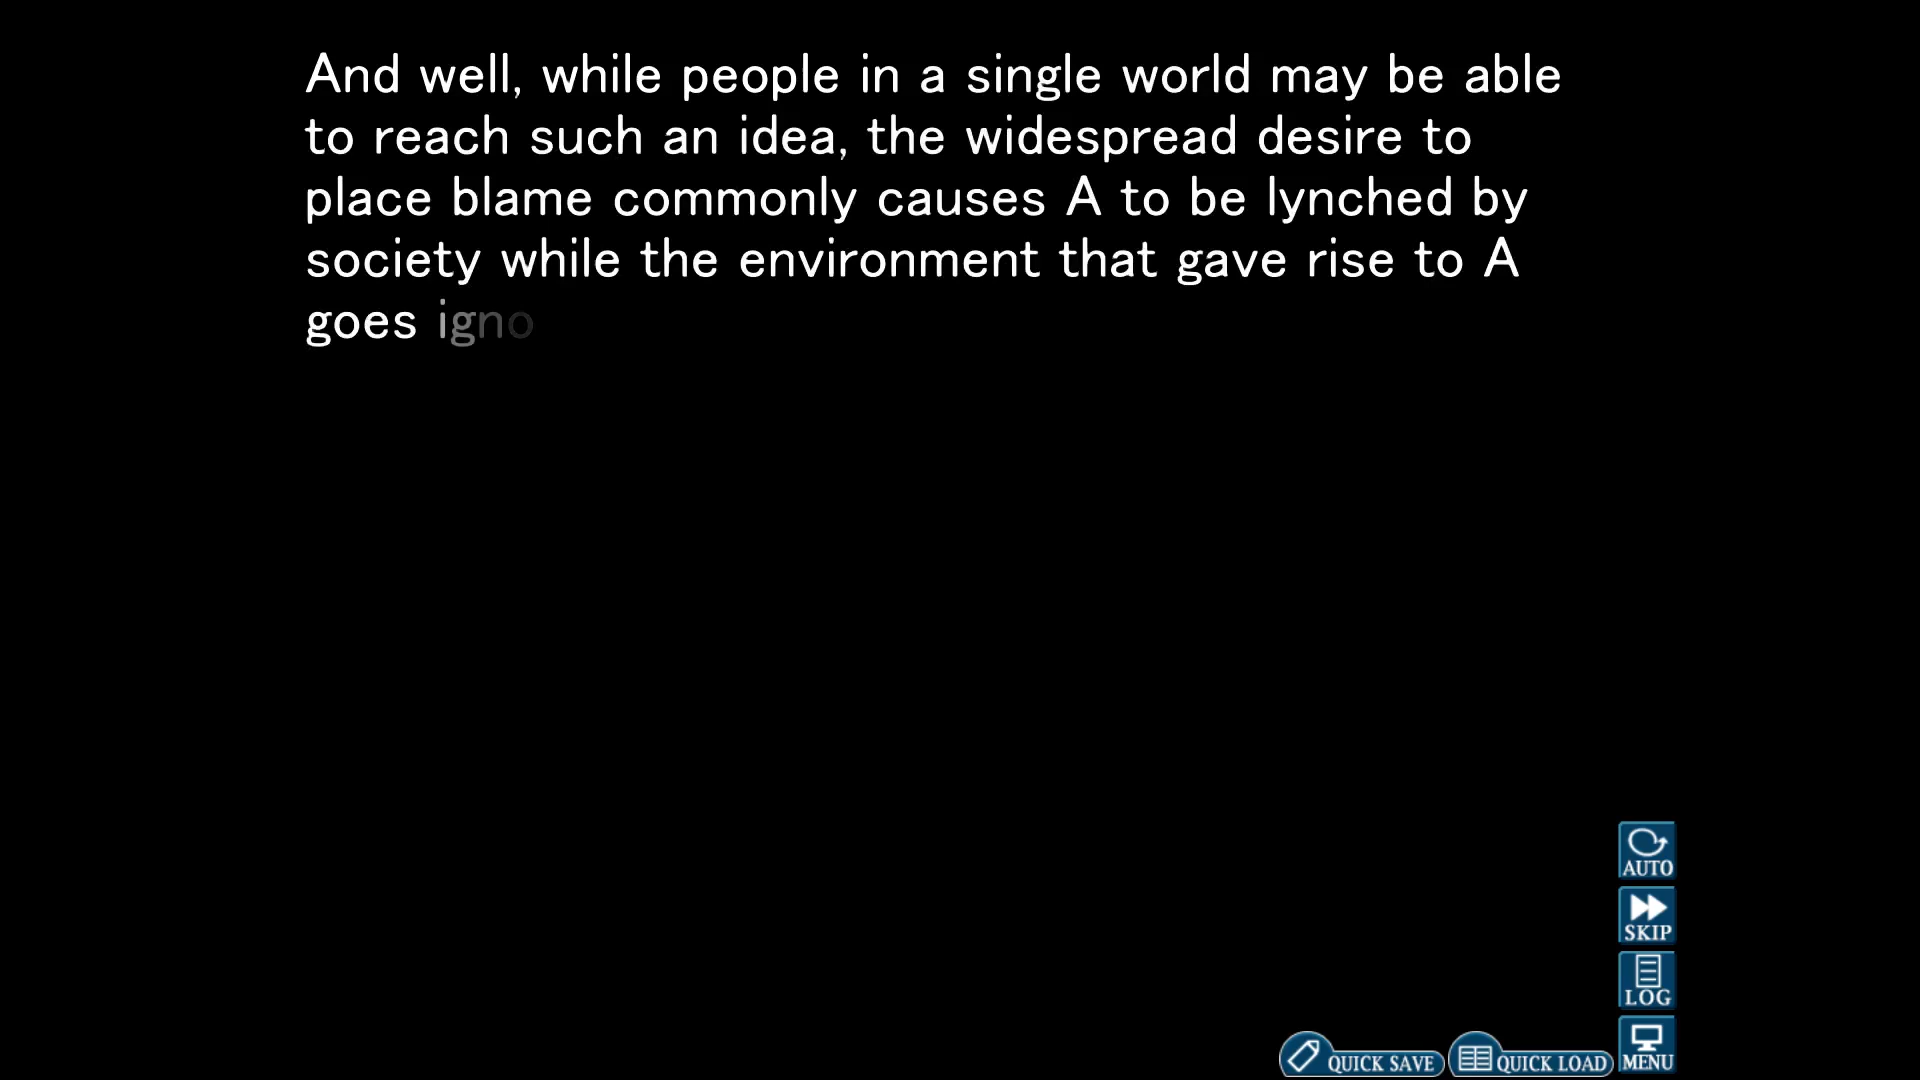 And well, while people in a single world may be able
to reach such an idea, the widespread desire to
place blame commonly causes A to be lynched by
society while the environment that gave rise to A
goes igno
AUTO
SKIP
LOG
MENU
QUICK SAVE
QUICK LOAD